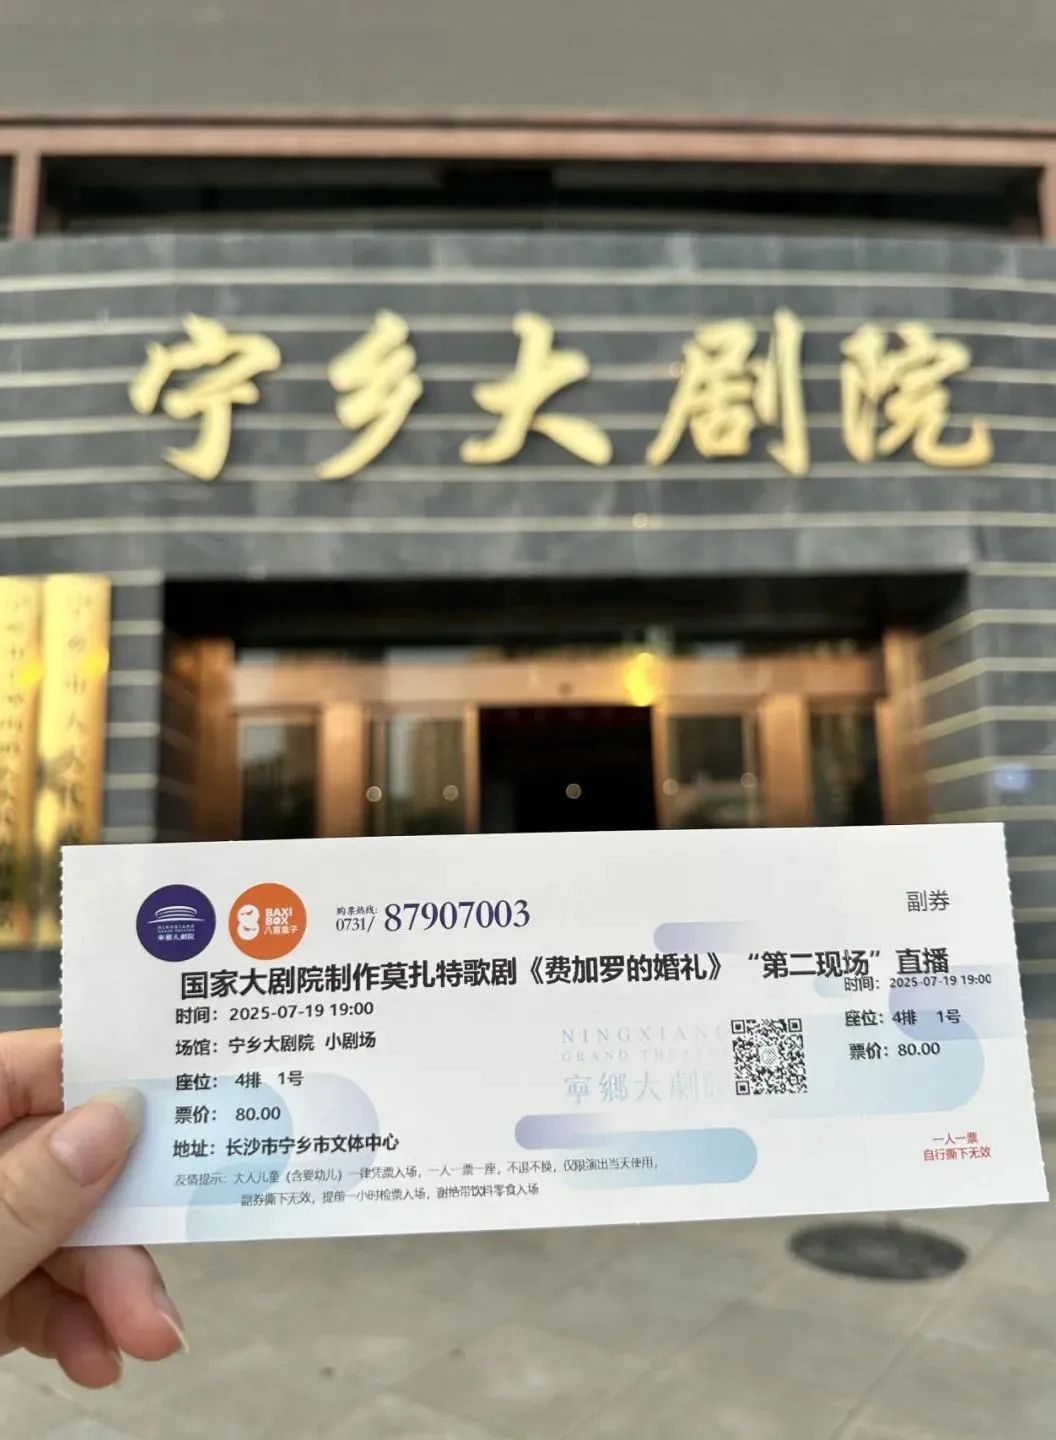 宁乡大剧院
NINGXIANG
寧鄉大剧院
BAXI
BOX
八喜盒子
购票热线:
0731/ 87907003
副券
国家大剧院制作莫扎特歌剧《费加罗的婚礼》“第二现场”直播
时间: 2025-07-19 19:00
场馆: 宁乡大剧院 小剧场
座位: 4排 1号
票价: 80.00
地址: 长沙市宁乡市文体中心
友情提示: 大人儿童（含婴幼儿）一律凭票入场，一人一票一座，不退不换，仅限演出当天使用，
副券撕下无效，提前一小时检票入场，谢绝带饮料零食入场
NINGXIANG
GRAND THEATRE
寧鄉大劇院
时间: 2025-07-19 19:00
座位: 4排 1号
票价: 80.00
一人一票
自行撕下无效